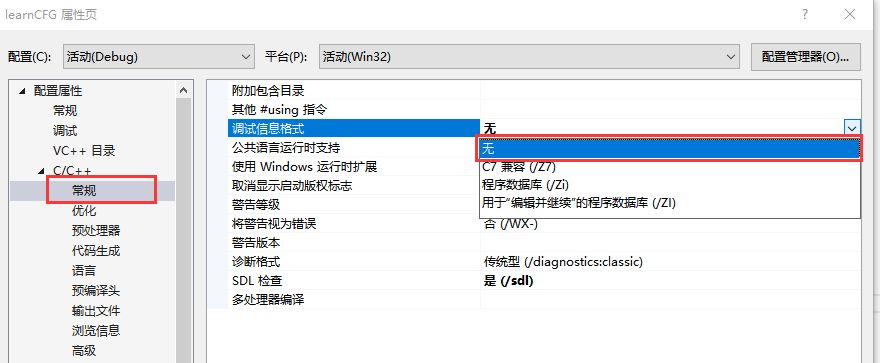 learnCFG 属性页
配置(C): 活动(Debug) 平台(P): 活动(Win32) 配置管理器(O)...
配置属性
常规
调试
VC++ 目录
C/C++
常规
优化
预处理器
代码生成
语言
预编译头
输出文件
浏览信息
高级
附加包含目录
其他 #using 指令
调试信息格式 无
公共语言运行时支持
使用 Windows 运行时扩展
取消显示启动版权标志
警告等级
将警告视为错误 否 (/WX-)
警告版本
诊断格式 传统型 (/diagnostics:classic)
SDL 检查 是 (/sdl)
多处理器编译
无
C7 兼容 (/Z7)
程序数据库 (/Zi)
用于“编辑并继续”的程序数据库 (/ZI)